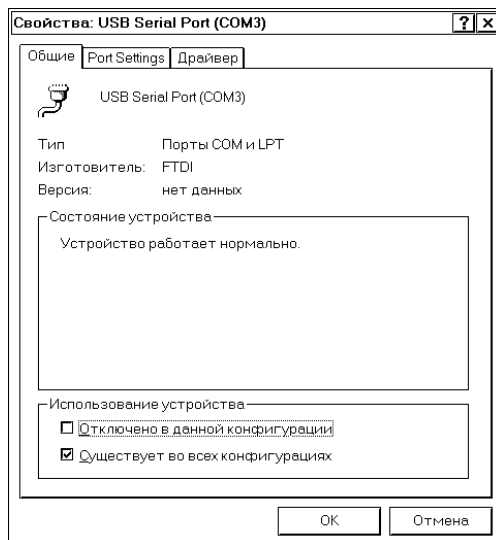 Свойства: USB Serial Port (COM3) ? ×
Общие Port Settings Драйвер
USB Serial Port (COM3)
Тип Порты COM и LPT
Изготовитель: FTDI
Версия: нет данных
Состояние устройства
Устройство работает нормально.
Использование устройства
Отключено в данной конфигурации
Существует во всех конфигурациях
OK Отмена